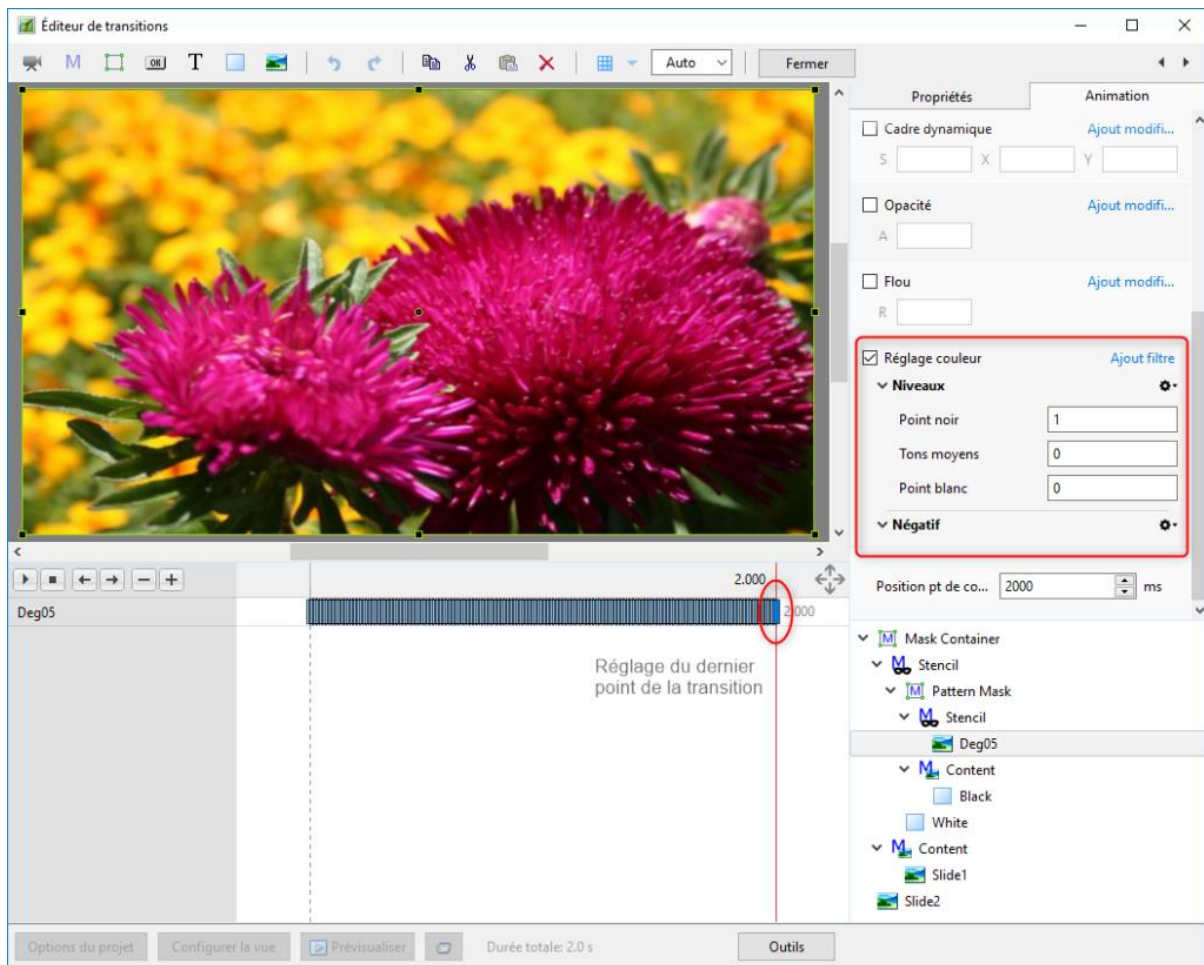 Éditeur de transitions
M OK T Auto Fermer
Propriétés Animation
Cadre dynamique Ajout modifi...
S X Y
Opacité Ajout modifi...
A
Flou Ajout modifi...
R
Réglage couleur Ajout filtre
Niveaux
Point noir 1
Tons moyens 0
Point blanc 0
Négatif
Position pt de co... 2000 ms
2.000
Deg05 2.000
Réglage du dernier
point de la transition
M Mask Container
M Stencil
M Pattern Mask
M Stencil
Deg05
M Content
Black
White
M Content
Slide1
Slide2
Options du projet Configurer la vue Prévisualiser Durée totale: 2.0 s Outils